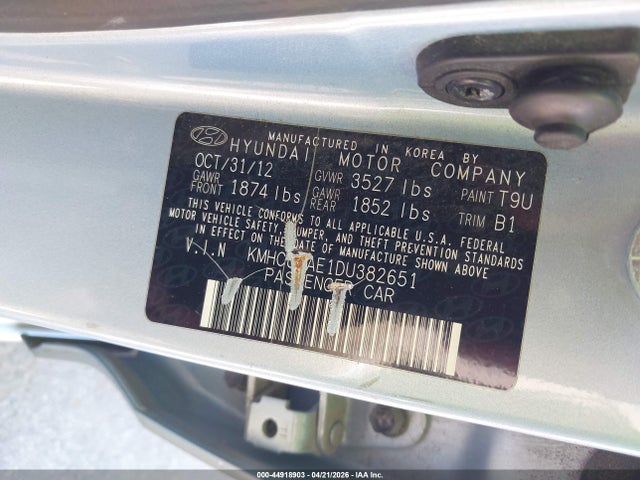 MANUFACTURED IN KOREA BY
HYUNDAI MOTOR COMPANY
OCT/31/12 GVWR 3527 lbs PAINT T9U
GAWR FRONT 1874 lbs GAWR REAR 1852 lbs TRIM B1
THIS VEHICLE CONFORMS TO ALL APPLICABLE U.S.A. FEDERAL
MOTOR VEHICLE SAFETY, BUMPER, AND THEFT PREVENTION STANDARDS
IN EFFECT ON THE DATE OF MANUFACTURE SHOWN ABOVE
V.I.N
PASSENGER CAR
000-44918903 - 04/21/2026 - IAA Inc.